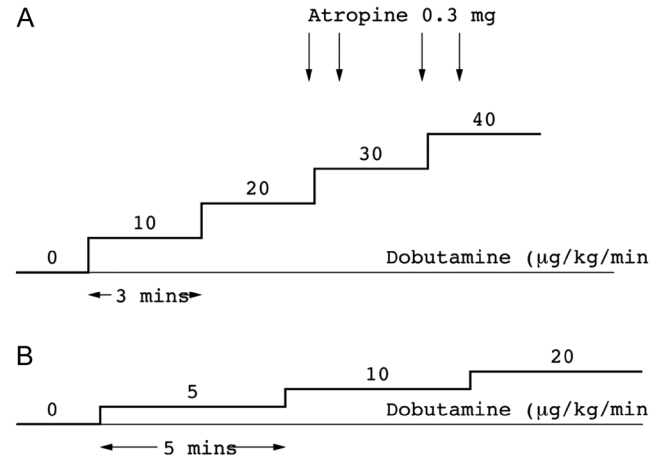 A
Atropine 0.3 mg
40
30
20
10
0
Dobutamine (μg/kg/min
3 mins
B
20
10
5
0
Dobutamine (μg/kg/min
5 mins